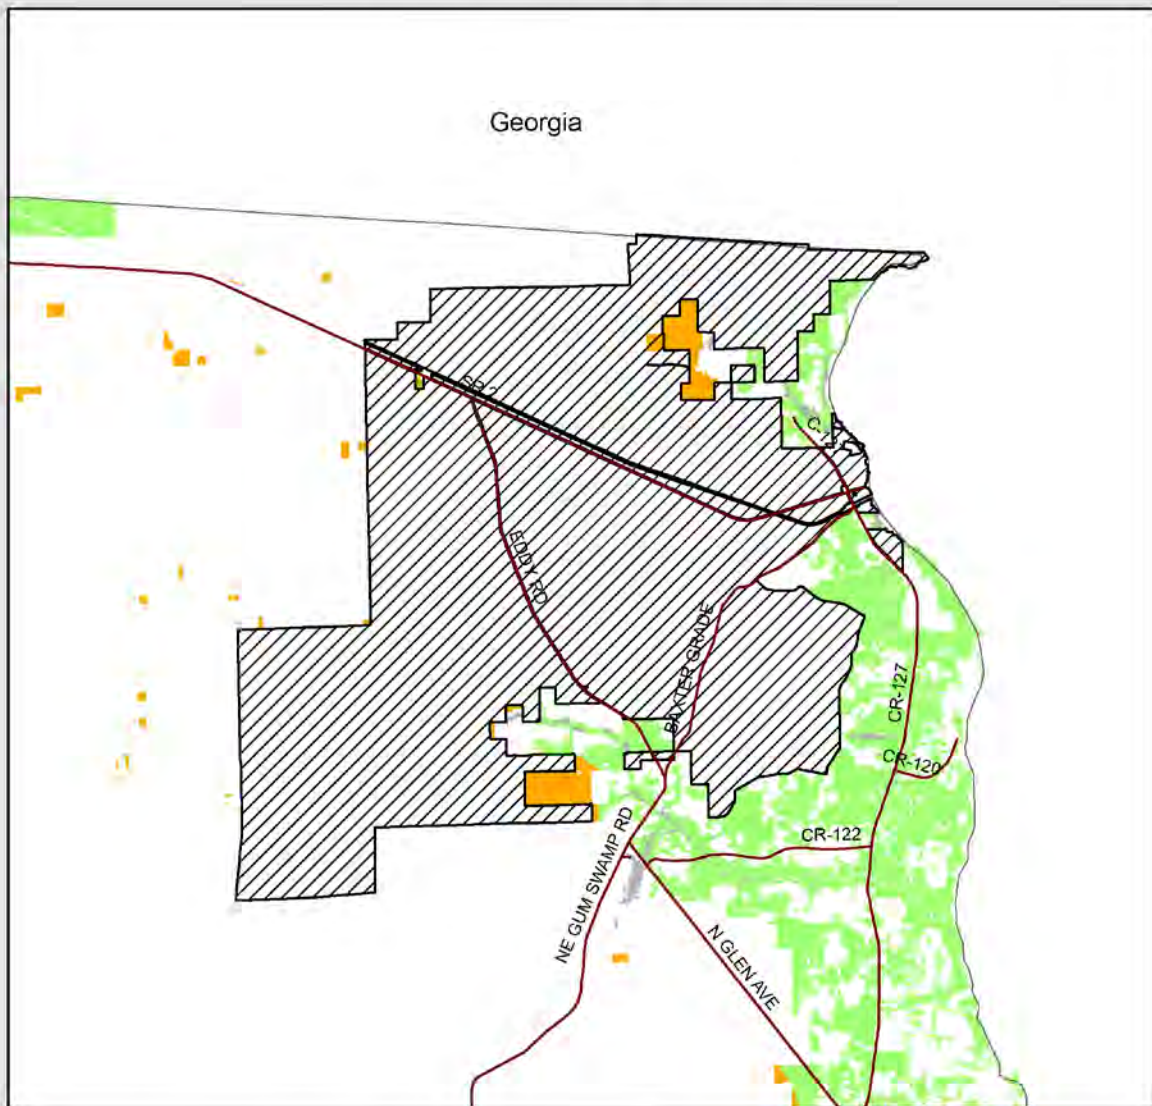 Georgia
SR 2
C-11
EDDY RD
BAXTER GRADE
CR-127
CR-120
CR-122
NE GUM SWAMP RD
N GLEN AVE